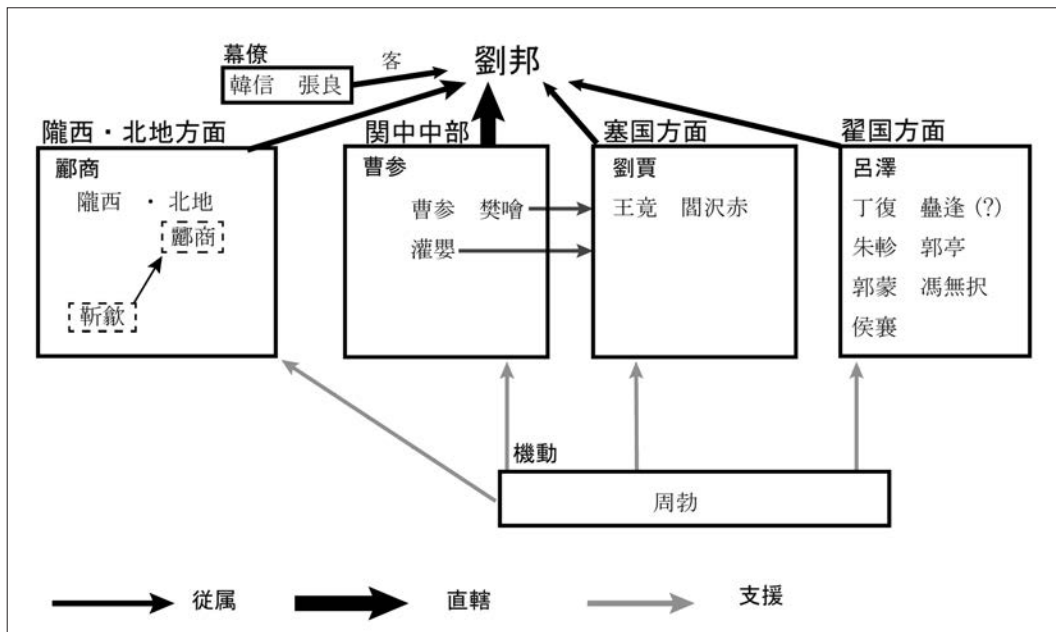 幕僚
客
劉邦
韓信 張良
隴西・北地方面
関中中部
塞国方面
翟国方面
酈商
隴西 ・北地
酈商
靳歙
曹参
曹参 樊噲
灌嬰
劉賈
王竟 閻沢赤
呂澤
丁復 蠱逢(?)
朱軫 郭亭
郭蒙 馮無択
侯襄
機動
周勃
従属
直轄
支援